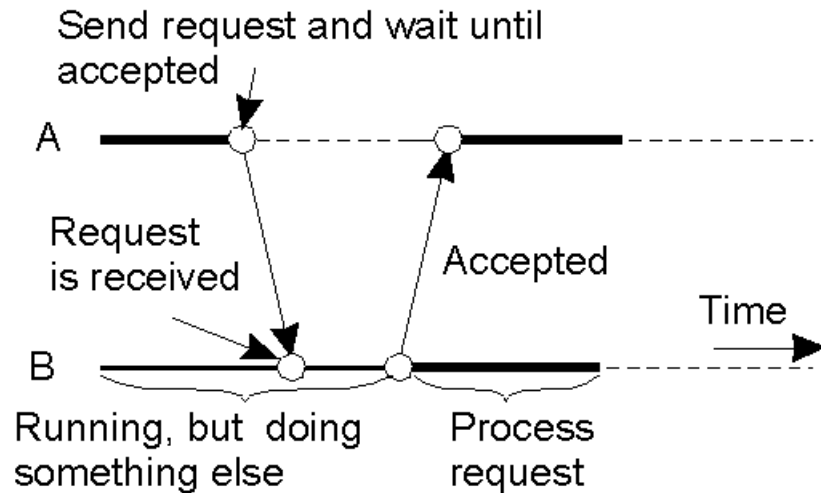 Send request and wait until
accepted
A
Request
is received
Accepted
Time
B
Running, but doing
something else
Process
request